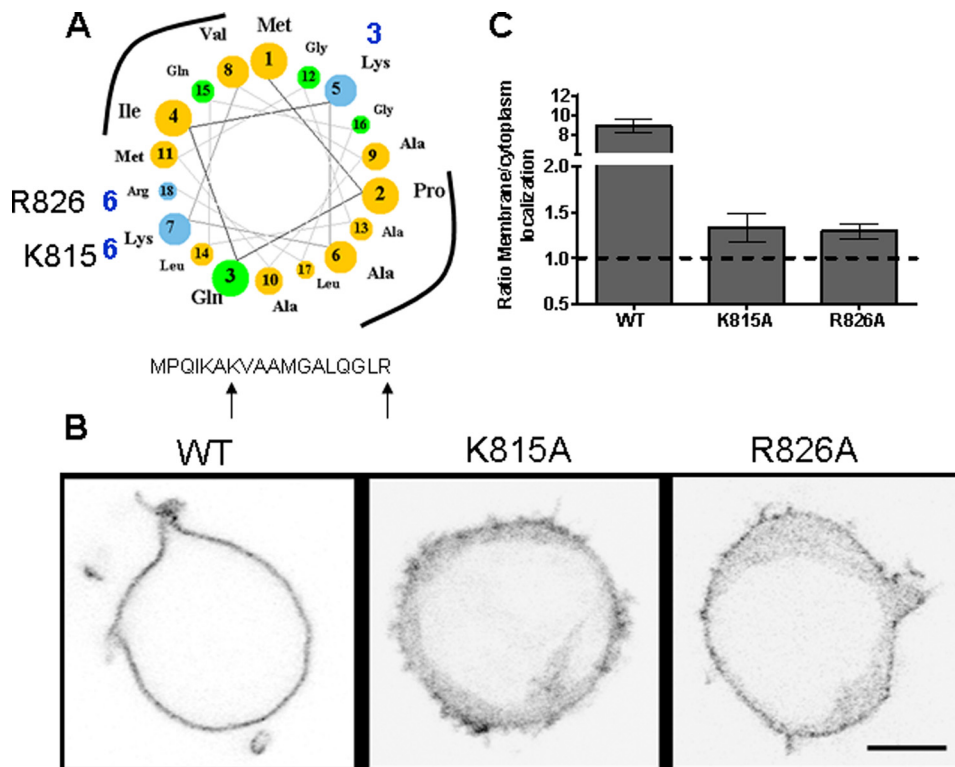 A
Val
Met
3
Gly
Lys
Gln
8
1
12
5
15
Ile
4
16
Gly
Met
11
9
Ala
R826
6
Arg
18
2
Pro
K815
6
Lys
7
13
Ala
Leu
14
6
Ala
3
10
17
Leu
Gln
Ala
MPQIKAKVAAMGALQGLR
C
Ratio Membrane/cytoplasm
localization
12
10
8
2.0
1.5
1.0
0.5
WT
K815A
R826A
B
WT
K815A
R826A